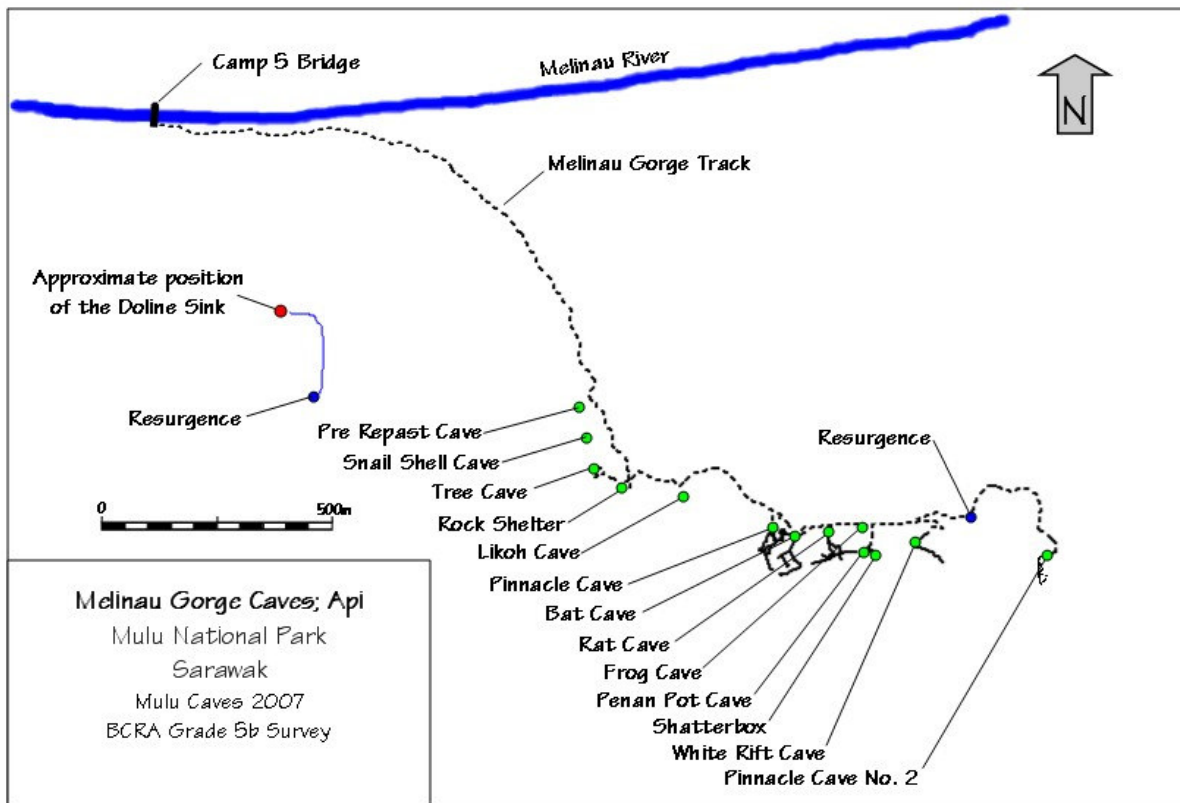 Camp 5 Bridge
Melinau River
N
Melinau Gorge Track
Approximate position
of the Doline Sink
Resurgence
Pre Repast Cave
Snail Shell Cave
Tree Cave
Rock Shelter
Likoh Cave
Resurgence
0 500m
Pinnacle Cave
Bat Cave
Rat Cave
Frog Cave
Penan Pot Cave
Shatterbox
White Rift Cave
Pinnacle Cave No. 2
Melinau Gorge Caves; Api
Mulu National Park
Sarawak
Mulu Caves 2007
BCRA Grade 5b Survey